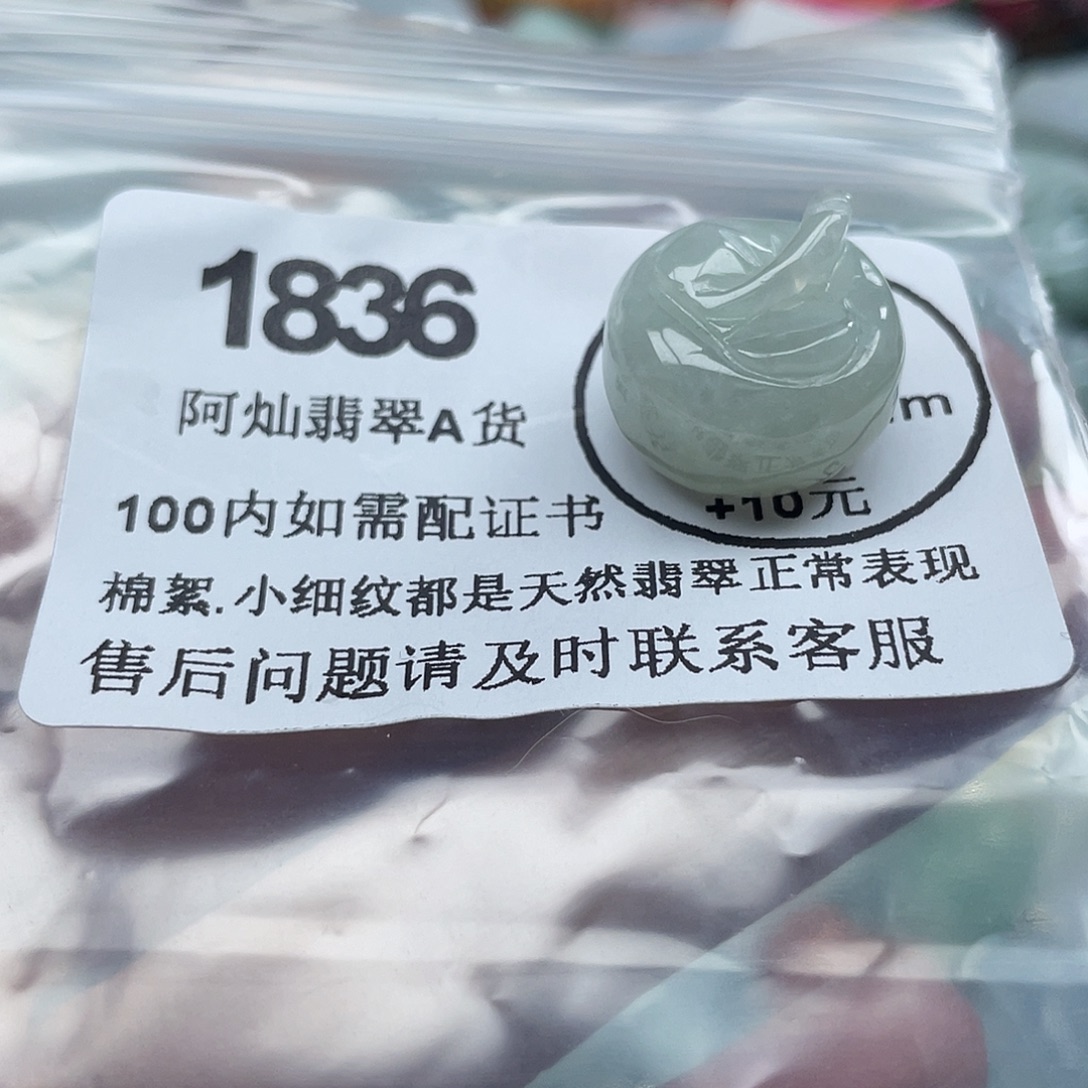 1836
阿灿翡翠A货
m
100内如需配证书
+10元
棉絮.小细纹都是天然翡翠正常表现
售后问题请及时联系客服